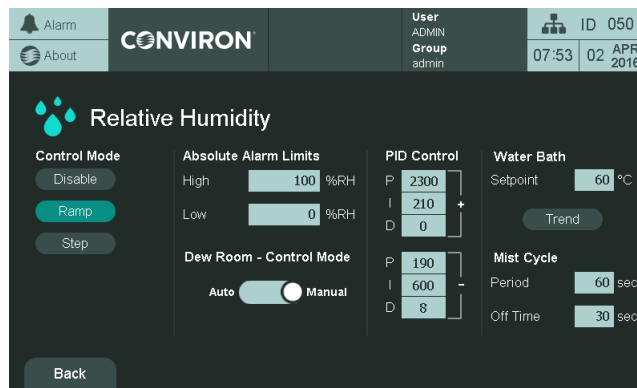 Alarm
About
CONVIRON
User
ADMIN
Group
admin
ID 050
07:53 02 APR 2016
Relative Humidity
Control Mode
Disable
Ramp
Step
Absolute Alarm Limits
High 100 %RH
Low 0 %RH
Dew Room - Control Mode
Auto Manual
PID Control
P 2300
I 210 +
D 0
P 190
I 600 -
D 8
Water Bath
Setpoint 60 °C
Trend
Mist Cycle
Period 60 sec
Off Time 30 sec
Back